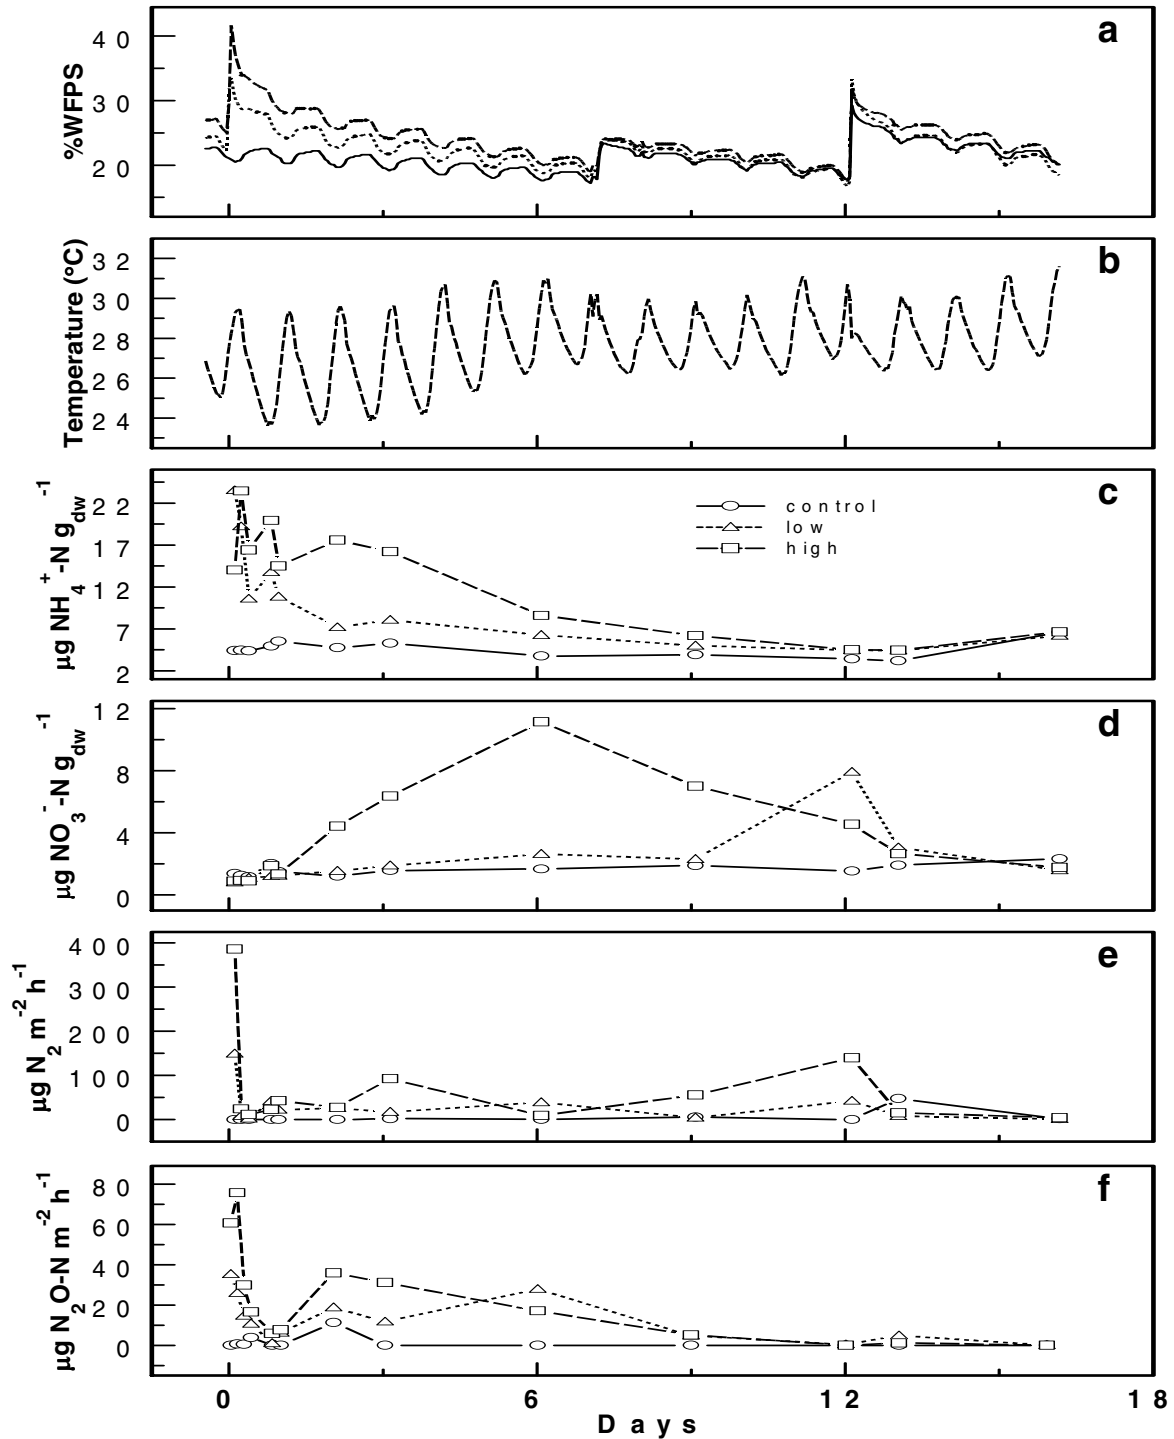 a
%WFPS
40
30
20
b
Temperature (°C)
32
30
28
26
24
c
µg NH4+-N gdw-1
22
17
12
7
2
control
low
high
d
µg NO3--N gdw-1
12
8
4
0
e
µg N2 m-2 h-1
400
300
200
100
0
f
µg N2O-N m-2 h-1
80
60
40
20
0
0 6 12 18
Days